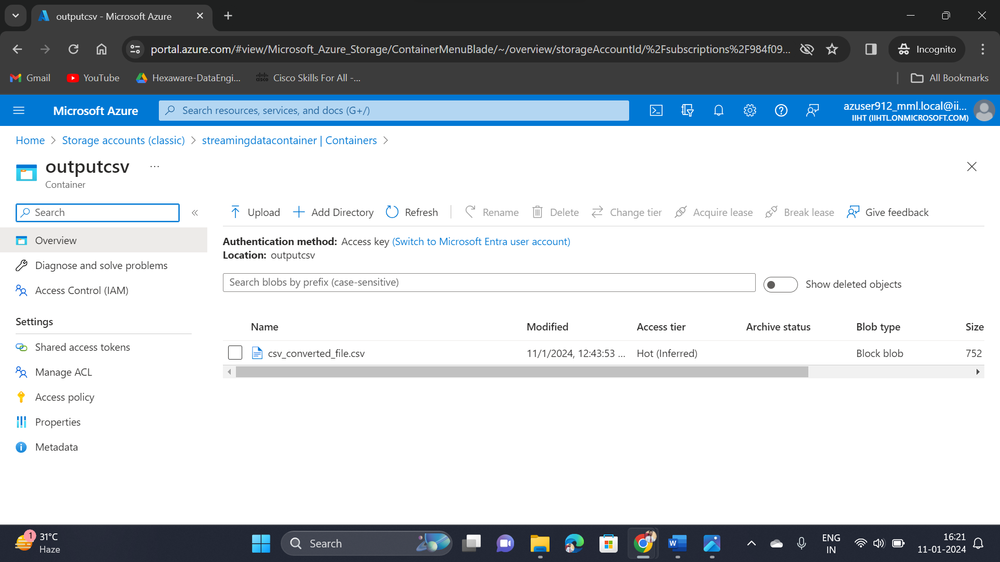 outputcsv - Microsoft Azure
portal.azure.com/#view/Microsoft_Azure_Storage/ContainerMenuBlade/~/overview/storageAccountId/%2Fsubscriptions%2F984f09...
Incognito
Gmail
YouTube
Hexaware-DataEngi...
cisco
Cisco Skills For All -...
All Bookmarks
Microsoft Azure
Search resources, services, and docs (G+/)
azuser912_mml.local@ii...
IIHT (IIHTL.ONMICROSOFT.COM)
Home > Storage accounts (classic) > streamingdatacontainer | Containers >
outputcsv ...
Container
Search
Overview
Diagnose and solve problems
Access Control (IAM)
Settings
Shared access tokens
Manage ACL
Access policy
Properties
Metadata
Upload Add Directory Refresh Rename Delete Change tier Acquire lease Break lease Give feedback
Authentication method: Access key (Switch to Microsoft Entra user account)
Location: outputcsv
Search blobs by prefix (case-sensitive)
Show deleted objects
Name Modified Access tier Archive status Blob type Size
csv_converted_file.csv 11/1/2024, 12:43:53 ... Hot (Inferred) Block blob 752
1
31°C
Haze
Search
W
ENG
IN
16:21
11-01-2024